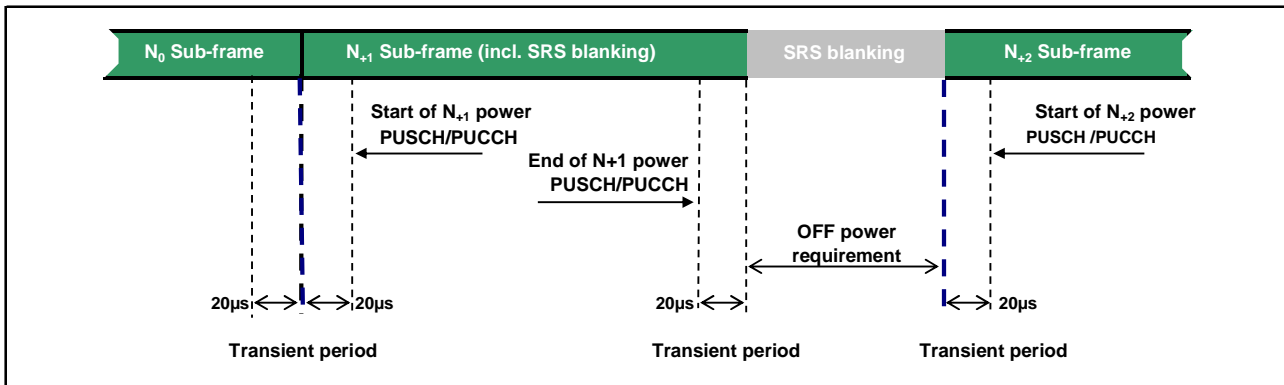 N₀ Sub-frame
N₊₁ Sub-frame (incl. SRS blanking)
SRS blanking
N₊₂ Sub-frame
Start of N₊₁ power
PUSCH/PUCCH
End of N+1 power
PUSCH/PUCCH
Start of N₊₂ power
PUSCH /PUCCH
OFF power
requirement
20µs
20µs
20µs
20µs
Transient period
Transient period
Transient period